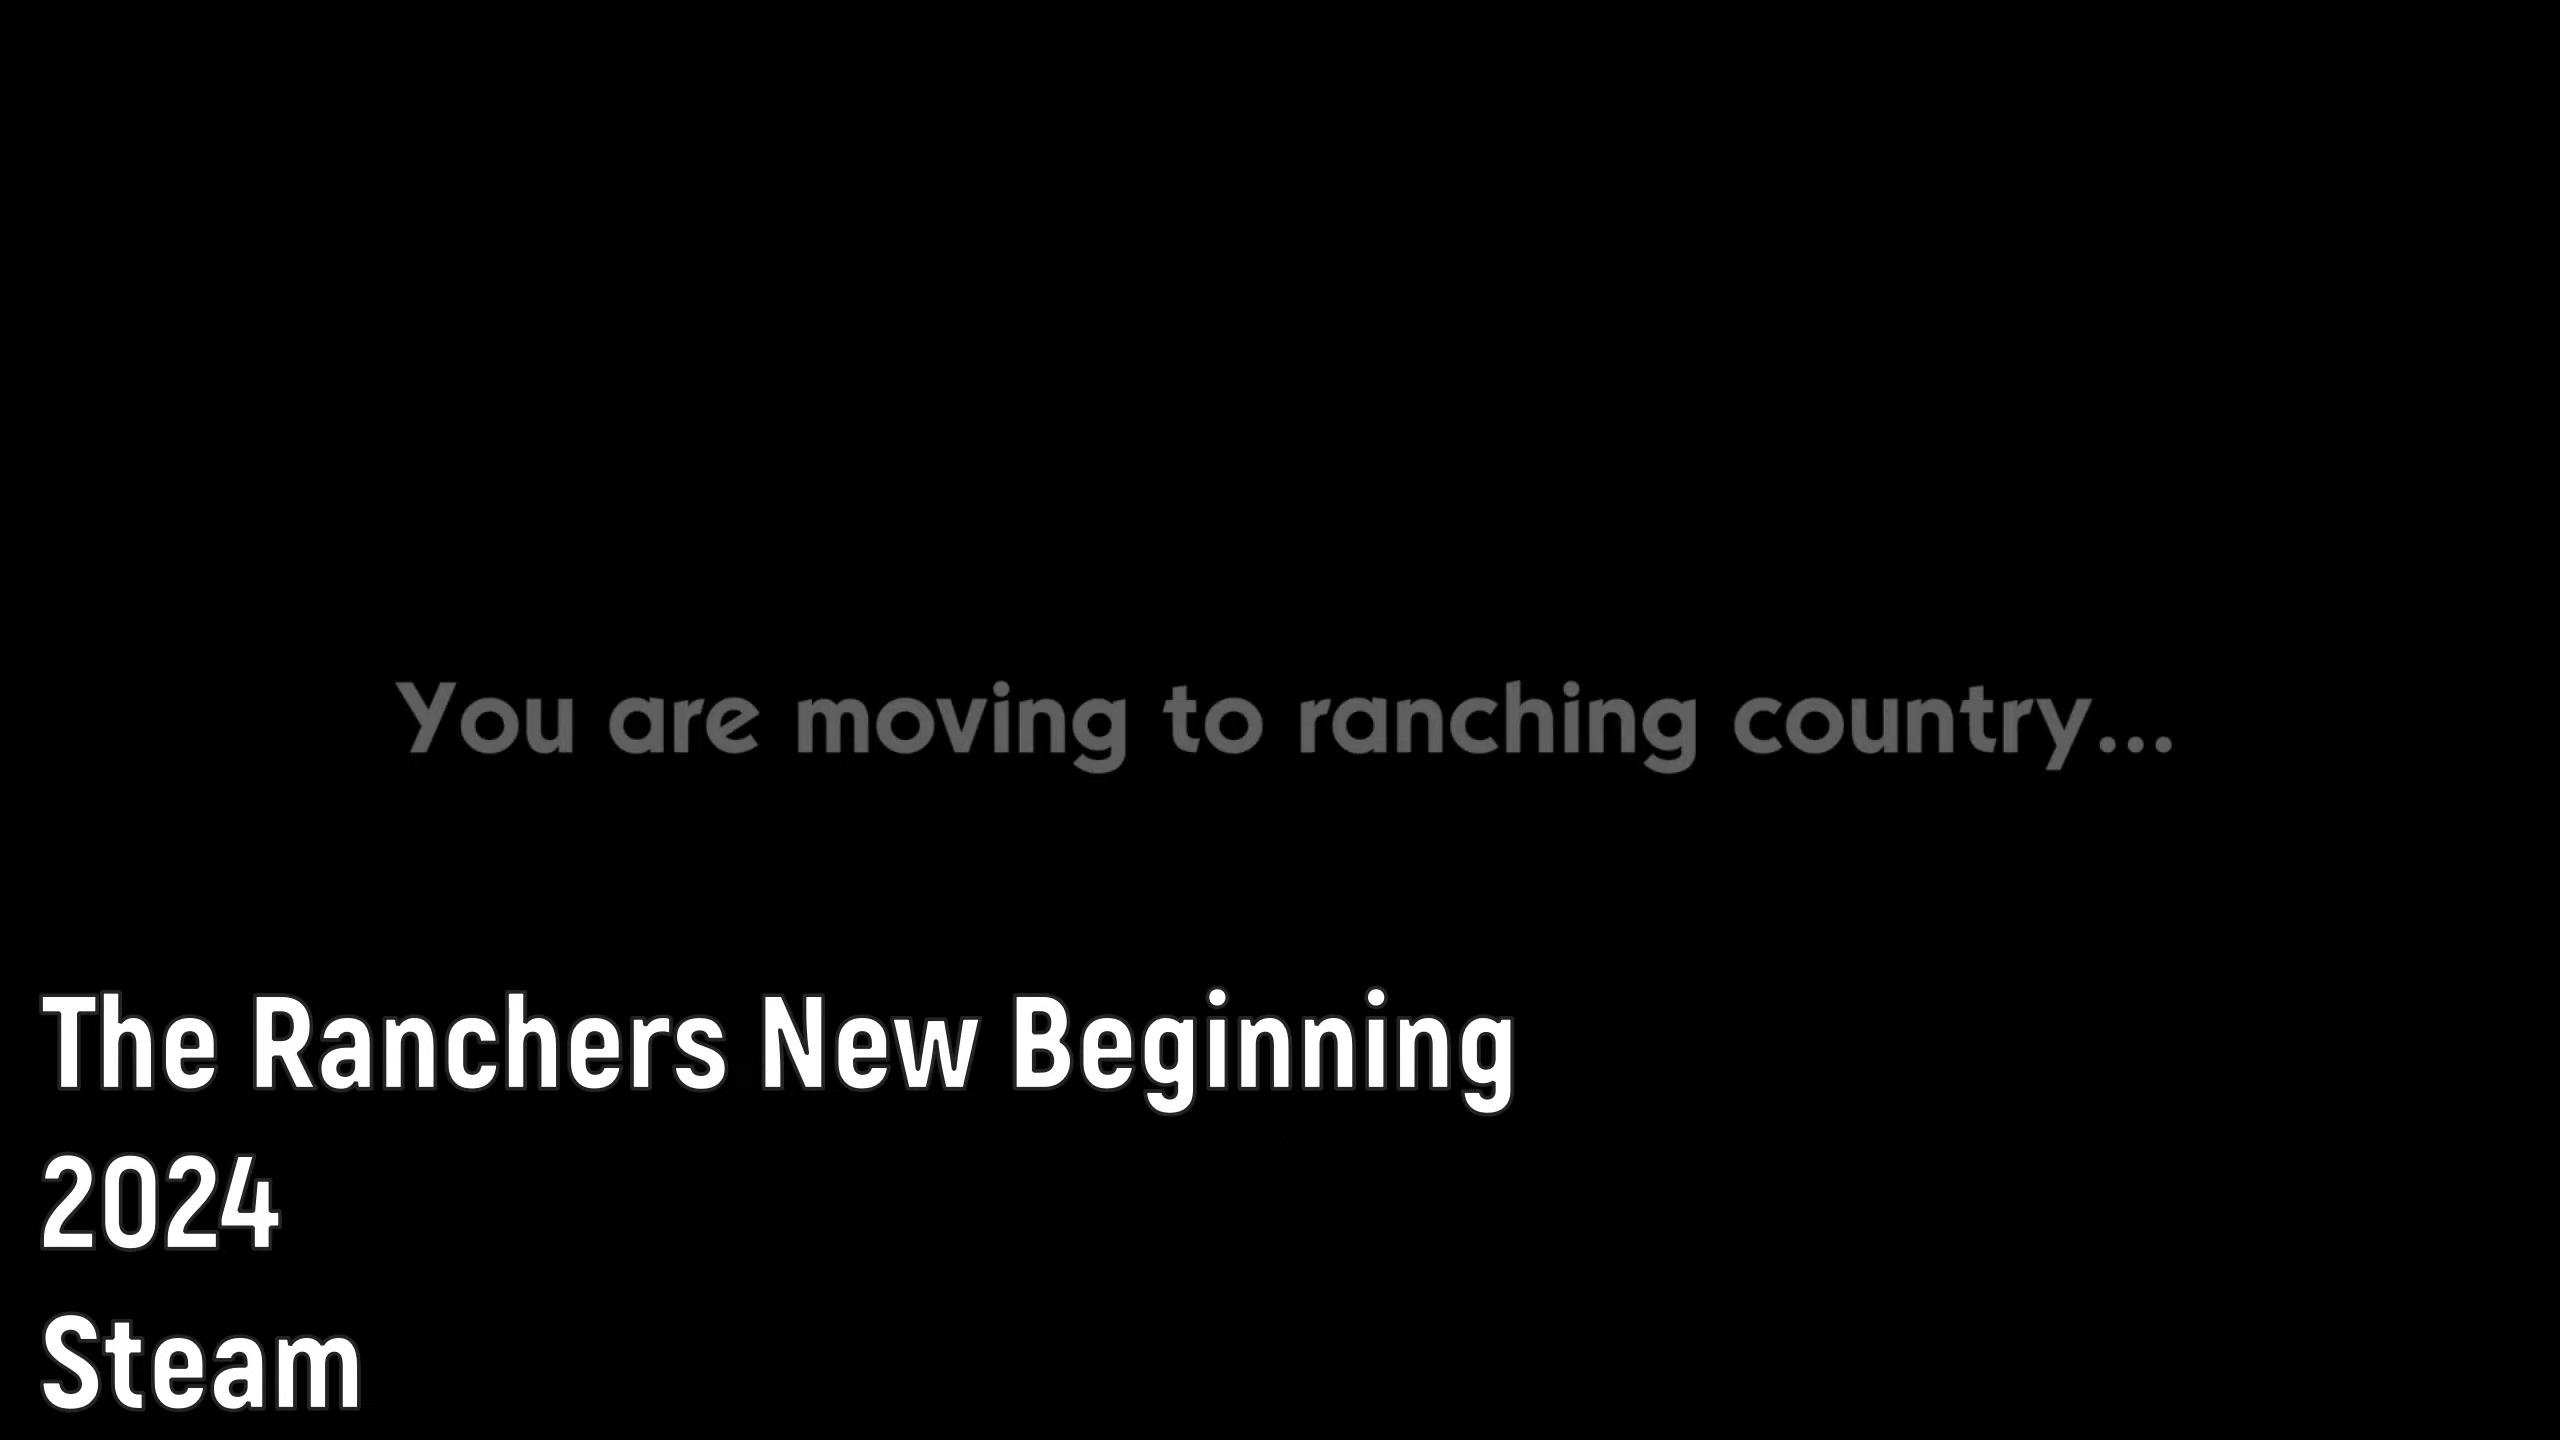 You are moving to ranching country...
The Ranchers New Beginning
2024
Steam